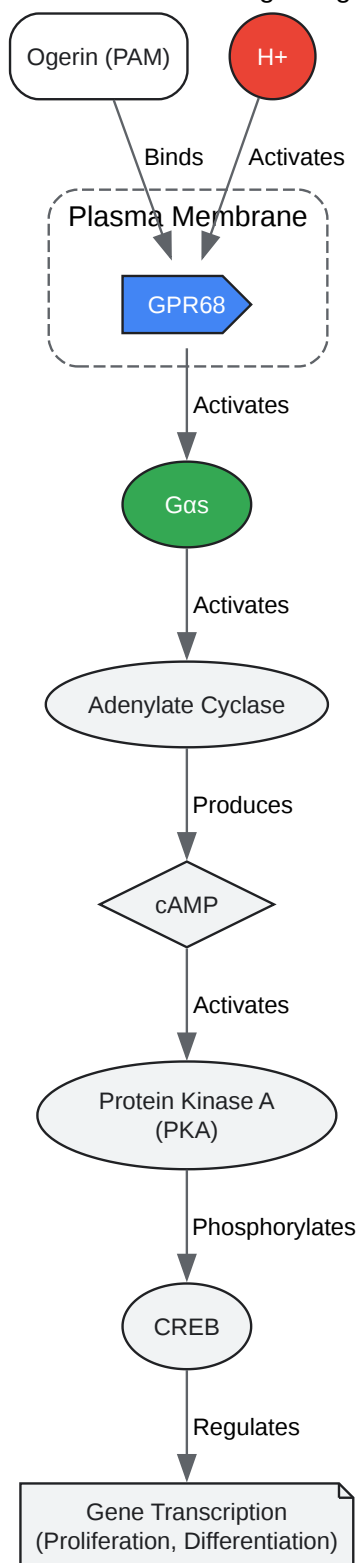 Ogerin (PAM)
H+
Binds
Activates
Plasma Membrane
GPR68
Activates
Gαs
Activates
Adenylate Cyclase
Produces
cAMP
Activates
Protein Kinase A
(PKA)
Phosphorylates
CREB
Regulates
Gene Transcription
(Proliferation, Differentiation)